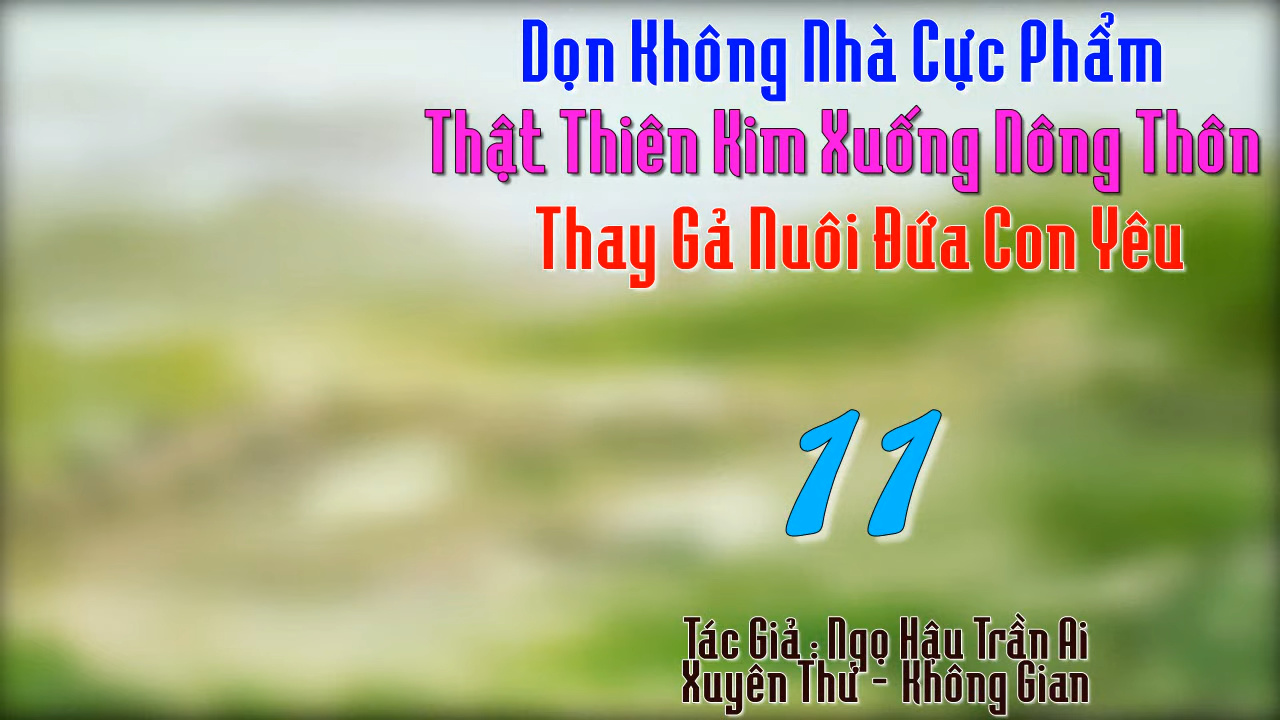 Dọn Không Nhà Cực Phẩm
Thật Thiên Kim Xuống Nông Thôn
Thay Gả Nuôi Đứa Con Yêu
11
Tác Giả : Ngọ Hậu Trần Ai
Xuyên Thư - Không Gian